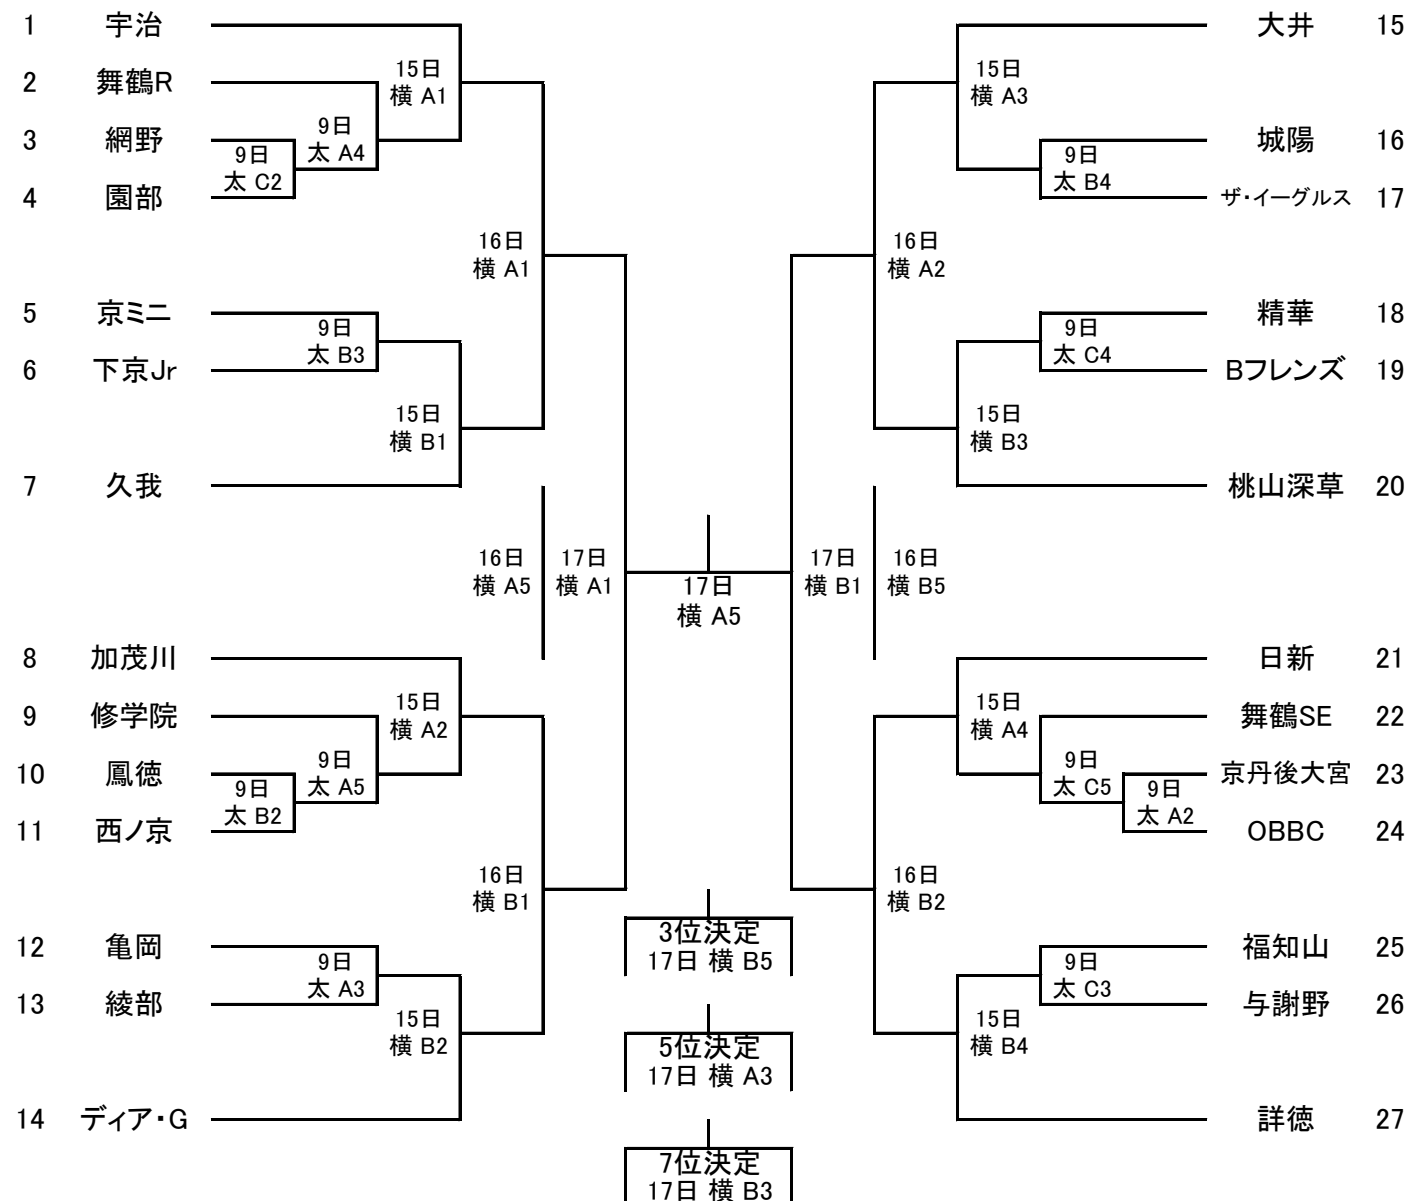 1 宇治
15日
横 A1
2 舞鶴R
3 網野
9日
太 A4
9日
太 C2
4 園部
16日
横 A1
5 京ミニ
9日
太 B3
6 下京Jr
15日
横 B1
7 久我
16日
横 A5
17日
横 A1
8 加茂川
9 修学院
15日
横 A2
10 鳳徳
9日
太 A5
9日
太 B2
11 西ノ京
16日
横 B1
12 亀岡
9日
太 A3
13 綾部
15日
横 B2
14 ディア・G
17日
横 A5
3位決定
17日 横 B5
5位決定
17日 横 A3
7位決定
17日 横 B3
大井 15
15日
横 A3
城陽 16
9日
太 B4
ザ・イーグルス 17
16日
横 A2
精華 18
9日
太 C4
Bフレンズ 19
15日
横 B3
桃山深草 20
17日
横 B1
16日
横 B5
日新 21
15日
横 A4
舞鶴SE 22
9日
太 C5
京丹後大宮 23
9日
太 A2
OBBC 24
16日
横 B2
福知山 25
9日
太 C3
与謝野 26
15日
横 B4
詳徳 27